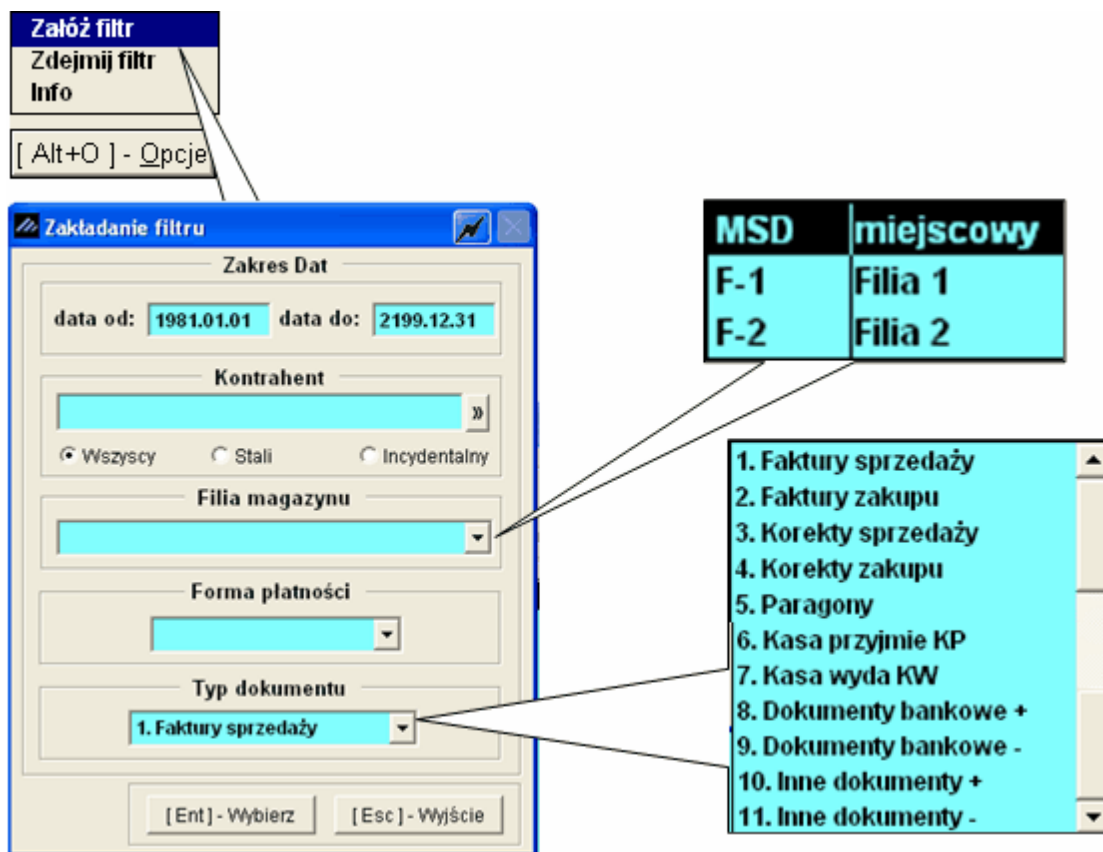 Załóż filtr
Zdejmij filtr
Info
[ Alt+O ] - Opcje
Zakładanie filtru
Zakres Dat
data od: 1981.01.01 data do: 2199.12.31
Kontrahent
»
Wszyscy Stali Incydentalny
Filia magazynu
Forma płatności
Typ dokumentu
1. Faktury sprzedaży
[ Ent ] - Wybierz [ Esc ] - Wyjście
MSD miejscowy
F-1 Filia 1
F-2 Filia 2
1. Faktury sprzedaży
2. Faktury zakupu
3. Korekty sprzedaży
4. Korekty zakupu
5. Paragony
6. Kasa przyjmie KP
7. Kasa wyda KW
8. Dokumenty bankowe +
9. Dokumenty bankowe -
10. Inne dokumenty +
11. Inne dokumenty -